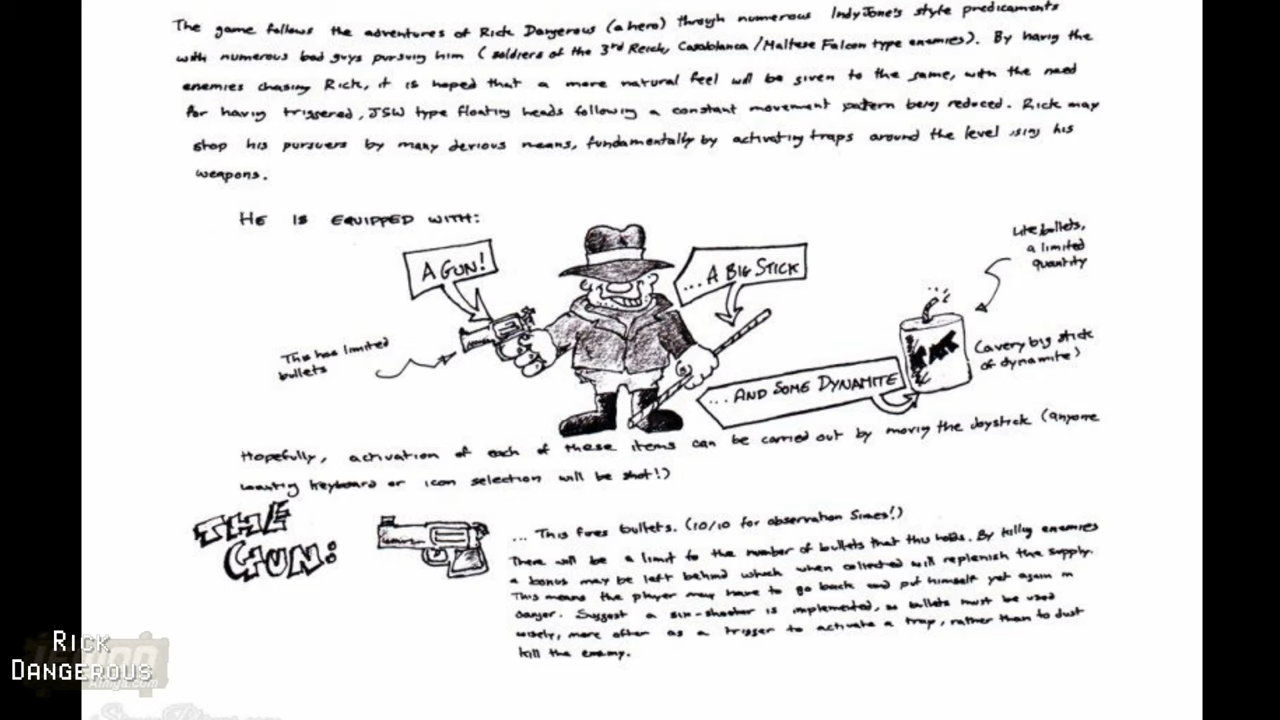 The game follows the adventures of Rick Dangerous (a hero) through numerous Indy Jone's style predicaments
with numerous bad guys pursuing him (soldiers of the 3rd Reich, Casablanca / Maltese Falcon type enemies). By having the
enemies chasing Rick, it is hoped that a more natural feel will be given to the game, with the need
for having triggered, JSW type floating heads following a constant movement pattern being reduced. Rick may
stop his pursuers by many devious means, fundamentally by activating traps around the level using his
weapons.
HE IS EQUIPPED WITH:
A GUN!
...A BIG STICK
Like bullets,
a limited
quantity
This has limited
bullets
(a very big stick
of dynamite)
...AND SOME DYNAMITE
Hopefully, activation of each of these items can be carried out by moving the joystick (anyone
wanting keyboard or icon selection will be shot!)
THE
GUN:
... This fires bullets. (10/10 for observation Simes!)
There will be a limit to the number of bullets that this holds. By killing enemies
a bonus may be left behind which when collected will replenish the supply.
This means the player may have to go back and put himself yet again in
danger. Suggest a six-shooter is implemented, so bullets must be used
wisely, more often as a trigger to activate a trap, rather than to just
kill the enemy.
RICK
DANGEROUS
Amiga.com